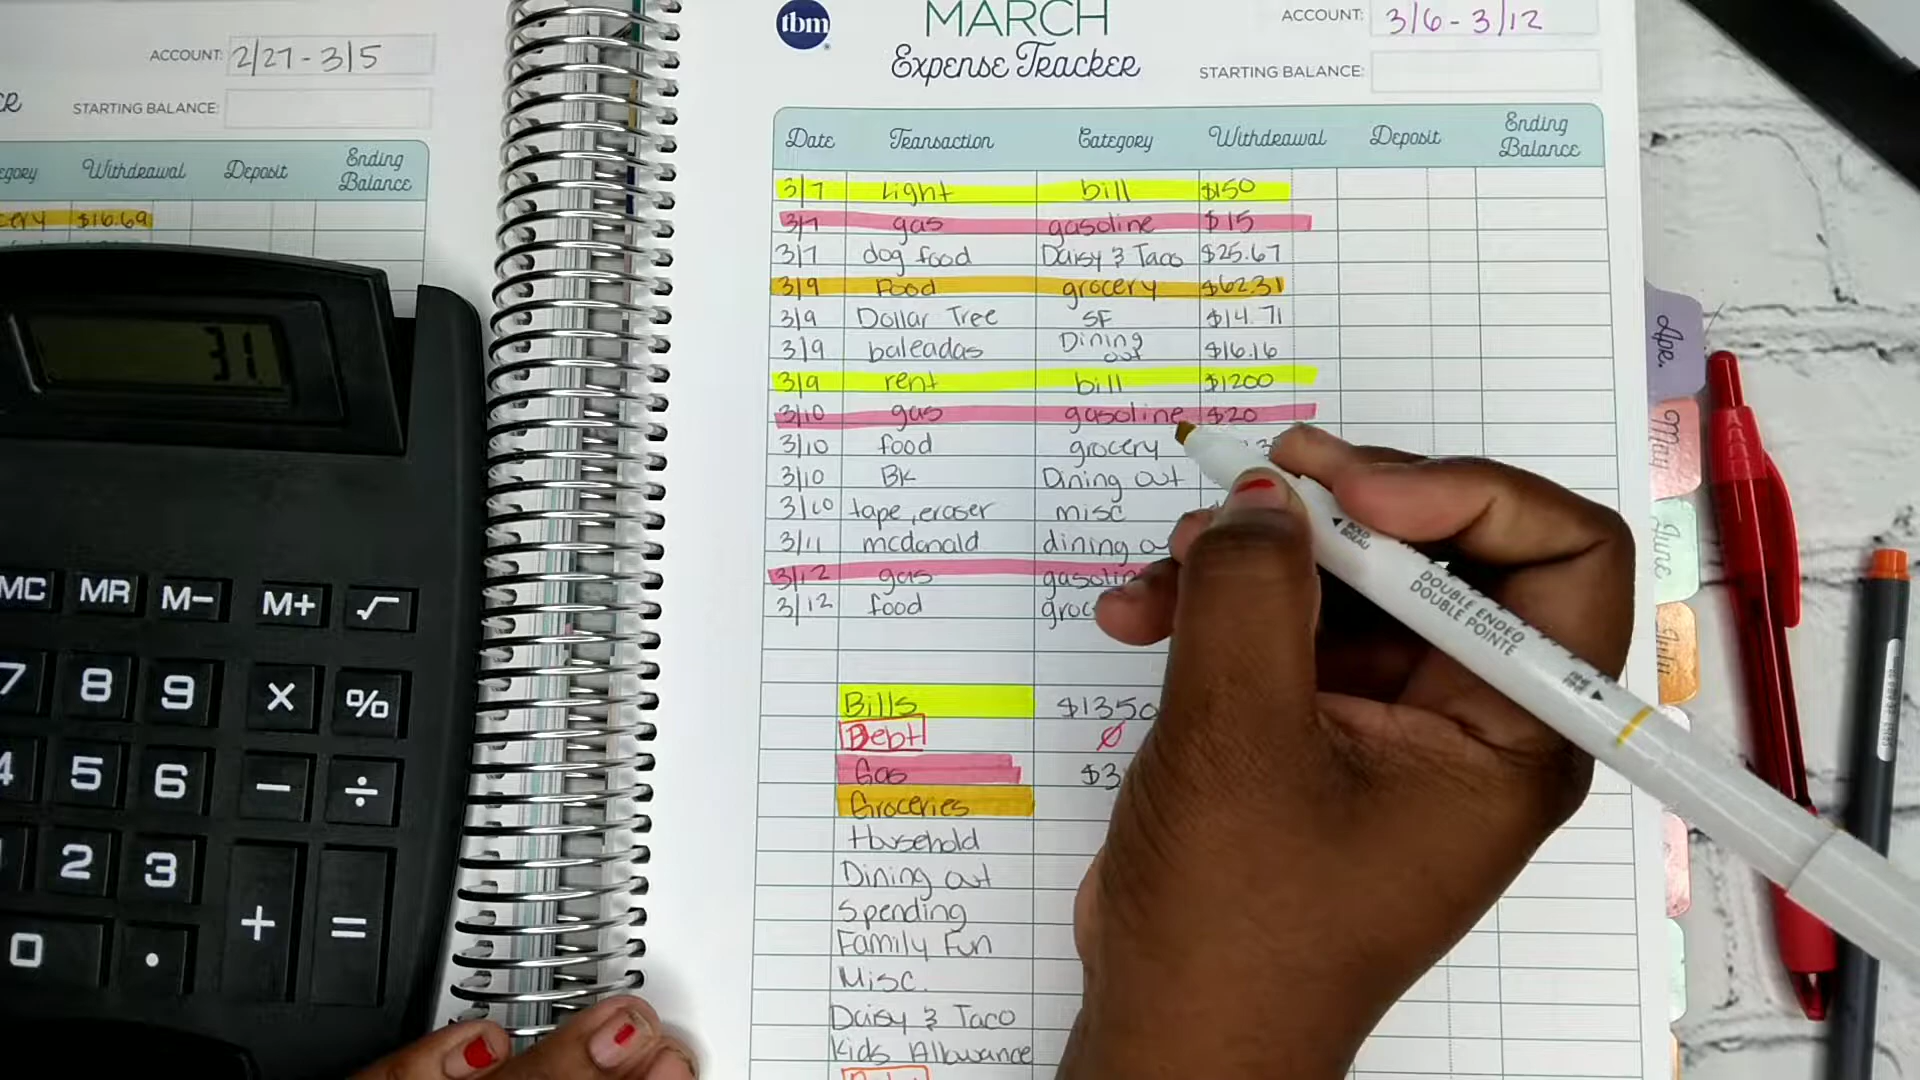 ACCOUNT: 2/27 - 3/5
STARTING BALANCE:
Withdrawal Deposit Ending Balance
$16.69
31.
MC MR M- M+ √
7 8 9 X %
4 5 6 − ÷
2 3 + =
0 .
tbm
MARCH
Expense Tracker
ACCOUNT: 3/6 - 3/12
STARTING BALANCE:
Date Transaction Category Withdrawal Deposit Ending Balance
3/7 Light bill $150
3/7 gas gasoline $15
3/7 dog food Daisy & Taco $25.67
3/9 Food grocery $62.31
3/9 Dollar Tree SF $14.71
3/9 baleadas Dining out $16.16
3/9 rent bill $1200
3/10 gas gasoline $20
3/10 food grocery
3/10 BK Dining out
3/10 tape, eraser misc
3/11 mcdonald dining
3/12 gas
3/12 food
Bills $1350
Debt Ø
Gas
Groceries
Household
Dining out
Spending
Family Fun
Misc.
Daisy & Taco
Kids Allowance
Apr.
May
June
July
DOUBLE ENDED
DOUBLE POINTE